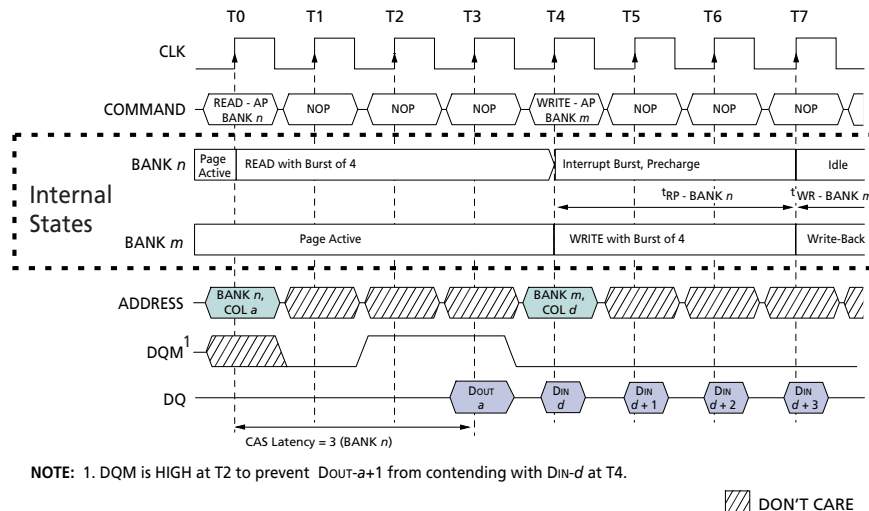 T0 T1 T2 T3 T4 T5 T6 T7
CLK
COMMAND
READ - AP BANK n
NOP
NOP
NOP
WRITE - AP BANK m
NOP
NOP
NOP
Internal States
BANK n
Page Active
READ with Burst of 4
Interrupt Burst, Precharge
Idle
tRP - BANK n
tWR - BANK m
BANK m
Page Active
WRITE with Burst of 4
Write-Back
ADDRESS
BANK n, COL a
BANK m, COL d
DQM1
DQ
DOUT a
DIN d
DIN d + 1
DIN d + 2
DIN d + 3
CAS Latency = 3 (BANK n)
NOTE: 1. DQM is HIGH at T2 to prevent DOUT-a+1 from contending with DIN-d at T4.
DON'T CARE